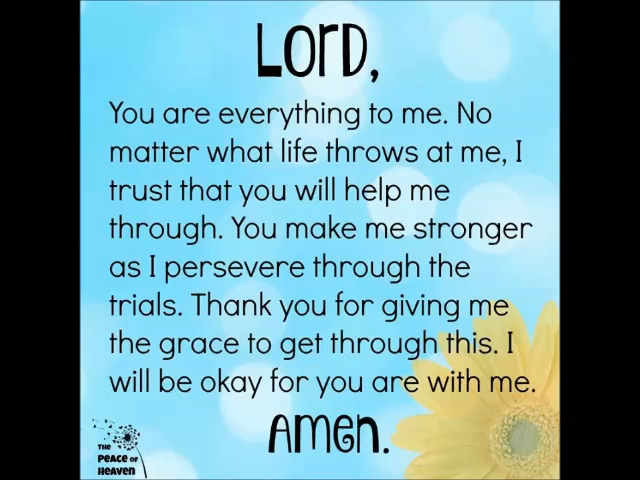 Lord,
You are everything to me. No
matter what life throws at me, I
trust that you will help me
through. You make me stronger
as I persevere through the
trials. Thank you for giving me
the grace to get through this. I
will be okay for you are with me.
Amen.
THE
PEACE OF
HEAVEN